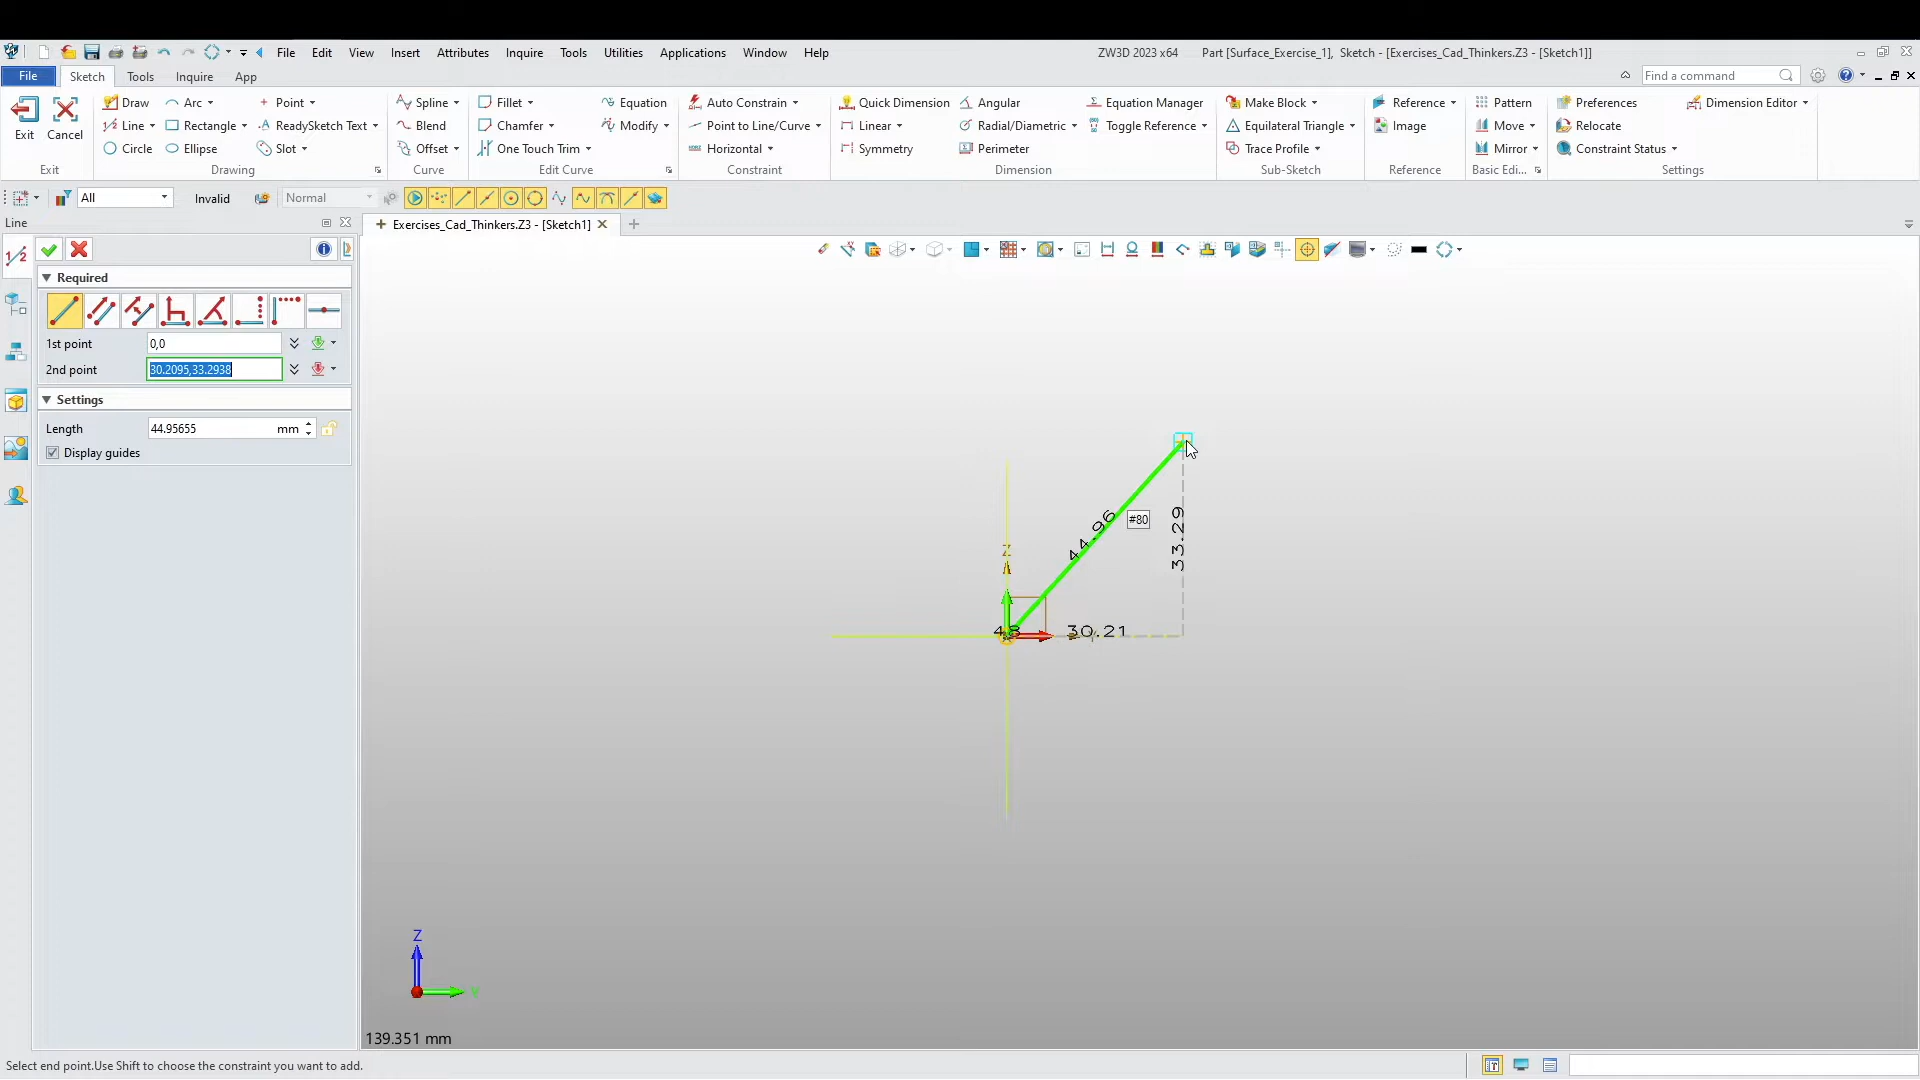 File Edit View Insert Attributes Inquire Tools Utilities Applications Window Help
ZW3D 2023 x64 Part [Surface_Exercise_1], Sketch - [Exercises_Cad_Thinkers.Z3 - [Sketch1]]
File Sketch Tools Inquire App
Find a command
Draw Arc Point Spline Fillet Equation Auto Constrain Quick Dimension Angular Equation Manager Make Block Reference Pattern Preferences Dimension Editor
Line Rectangle ReadySketch Text Blend Chamfer Modify Point to Line/Curve Linear Radial/Diametric Toggle Reference Equilateral Triangle Image Move Relocate
Exit Cancel
Circle Ellipse Slot Offset One Touch Trim Horizontal Symmetry Perimeter Trace Profile Mirror Constraint Status
Exit Drawing Curve Edit Curve Constraint Dimension Sub-Sketch Reference Basic Edi... Settings
All Invalid Normal
Line
Exercises_Cad_Thinkers.Z3 - [Sketch1]
Required
1st point 0,0
2nd point 30.2095,33.2938
Settings
Length 44.95655 mm
Display guides
44.96
#80
33.29
Z
48
30.21
Z
Y
139.351 mm
Select end point.Use Shift to choose the constraint you want to add.